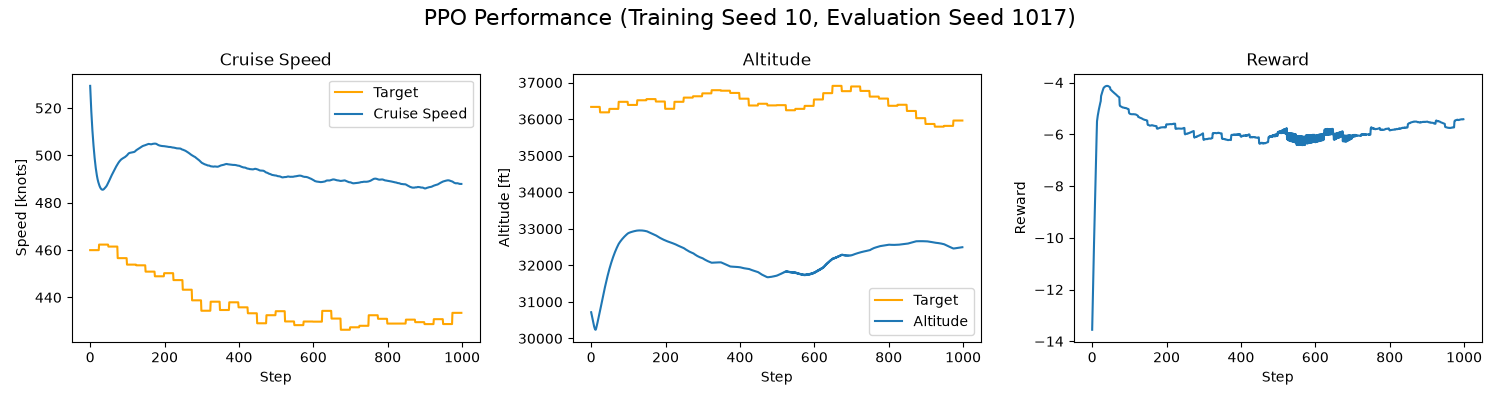 PPO Performance (Training Seed 10, Evaluation Seed 1017)
Cruise Speed
Speed [knots]
520
500
480
460
440
0 200 400 600 800 1000
Step
Target
Cruise Speed
Altitude
Altitude [ft]
37000
36000
35000
34000
33000
32000
31000
30000
0 200 400 600 800 1000
Step
Target
Altitude
Reward
Reward
−4
−6
−8
−10
−12
−14
0 200 400 600 800 1000
Step